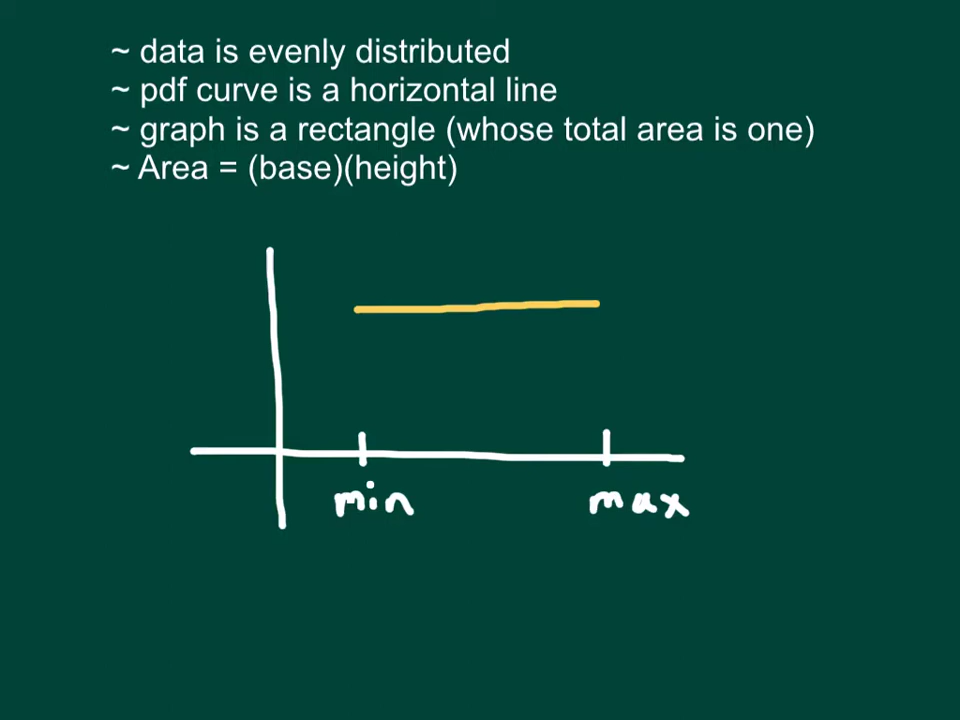 ~ data is evenly distributed
~ pdf curve is a horizontal line
~ graph is a rectangle (whose total area is one)
~ Area = (base)(height)
min max